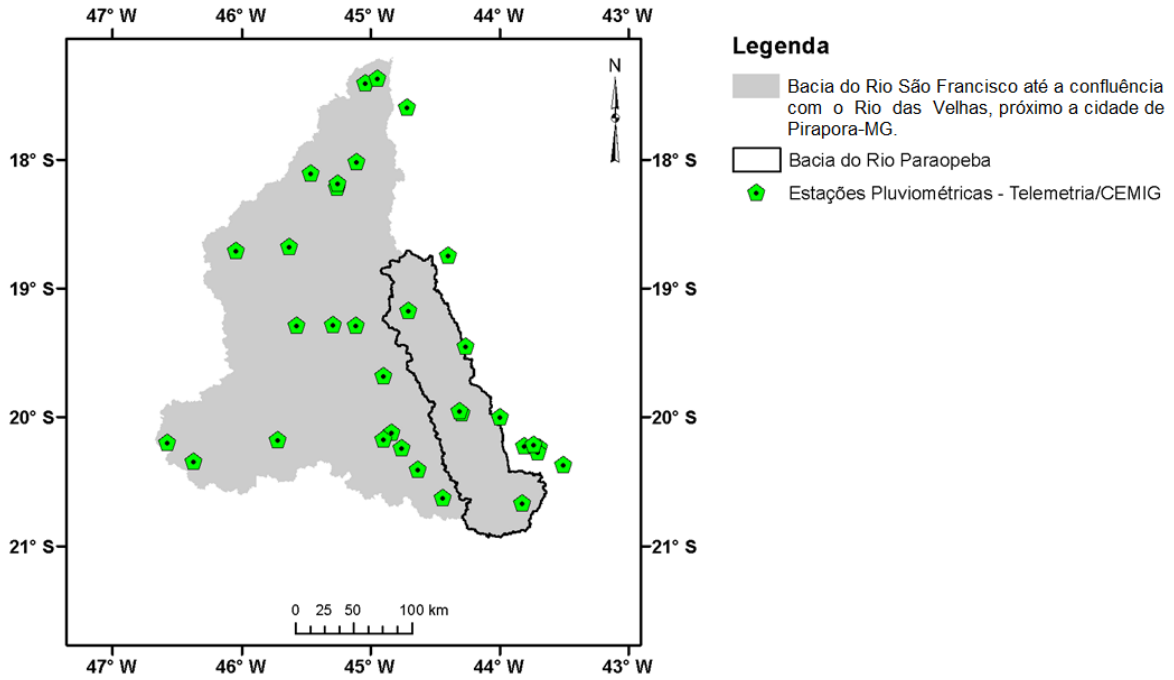 47° W 46° W 45° W 44° W 43° W
18° S
19° S
20° S
21° S
N
0 25 50 100 km
18° S
19° S
20° S
21° S
47° W 46° W 45° W 44° W 43° W
Legenda
Bacia do Rio São Francisco até a confluência
com o Rio das Velhas, próximo a cidade de
Pirapora-MG.
Bacia do Rio Paraopeba
Estações Pluviométricas - Telemetria/CEMIG